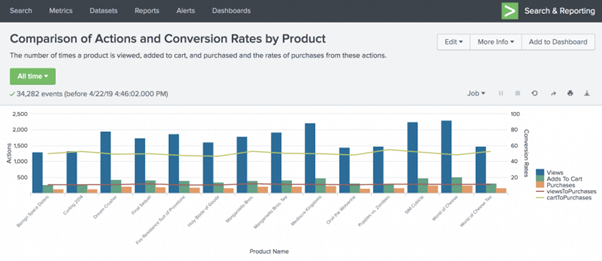 Search Metrics Datasets Reports Alerts Dashboards Search & Reporting
Comparison of Actions and Conversion Rates by Product
Edit More Info Add to Dashboard
The number of times a product is viewed, added to cart, and purchased and the rates of purchases from these actions.
All time
34,282 events (before 4/22/19 4:46:02.000 PM)
Job
2,500
2,000
1,500
1,000
500
Actions
100
80
60
40
20
Conversion Rates
Views
Adds To Cart
Purchases
viewsToPurchases
cartToPurchases
Benign Space Debris
Curling 2014
Dream Crusher
Final Sequel
Fire Resistance Suit of Provolone
Holy Blade of Gouda
Manganiello Bros.
Manganiello Bros. Tee
Mediocre Kingdoms
Orvil the Wolverine
Puppies vs. Zombies
SIM Cubicle
World of Cheese
World of Cheese Tee
Product Name